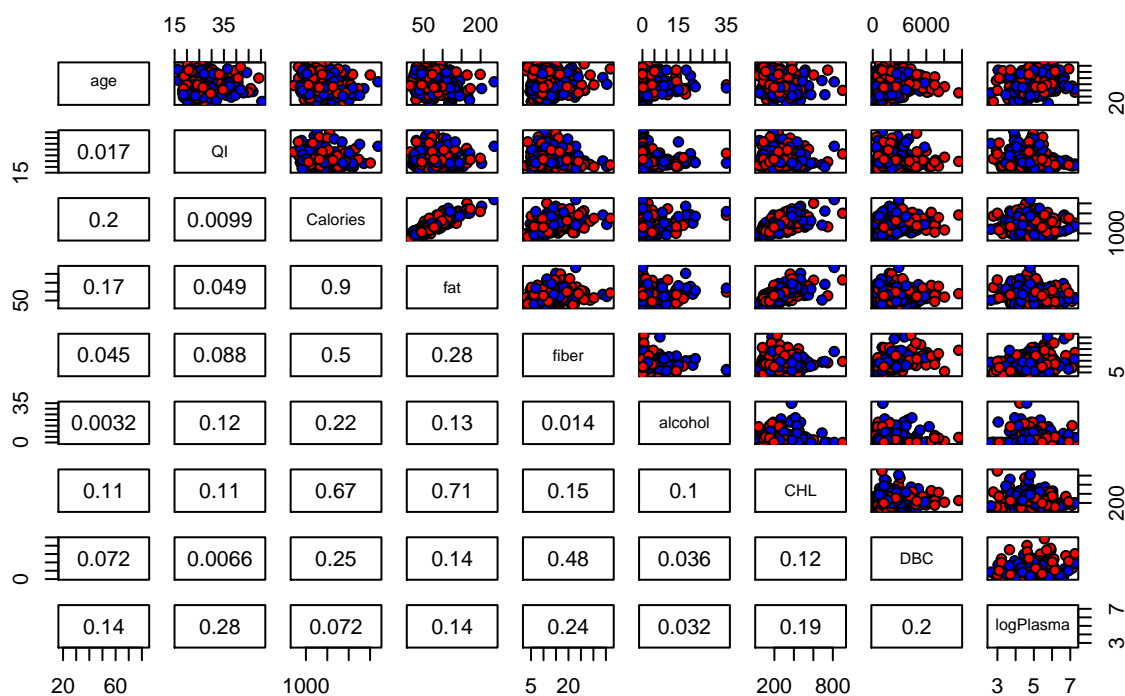 15 35 50 200 0 15 35 0 6000
age 20
15 0.017 QI
0.2 0.0099 Calories 1000
50 0.17 0.049 0.9 fat
0.045 0.088 0.5 0.28 fiber 5
0 35 0.0032 0.12 0.22 0.13 0.014 alcohol
0.11 0.11 0.67 0.71 0.15 0.1 CHL 200
0 0.072 0.0066 0.25 0.14 0.48 0.036 0.12 DBC
0.14 0.28 0.072 0.14 0.24 0.032 0.19 0.2 logPlasma 3 7
20 60 1000 5 20 200 800 3 5 7